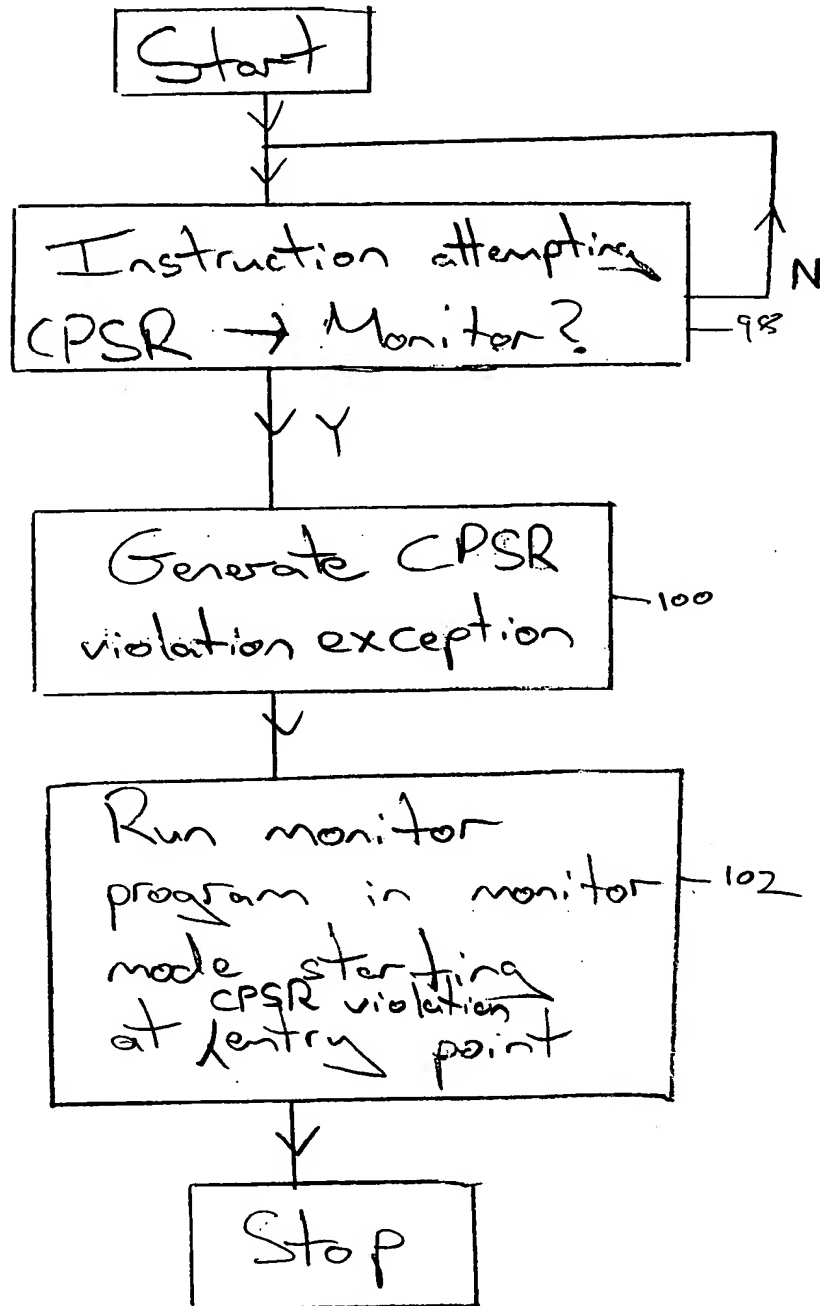 Start
Instruction attempting
CPSR → Monitor?
N
98
Y
Generate CPSR
violation exception
100
Run monitor
program in monitor
mode starting
CPSR violation
at entry point
102
Stop